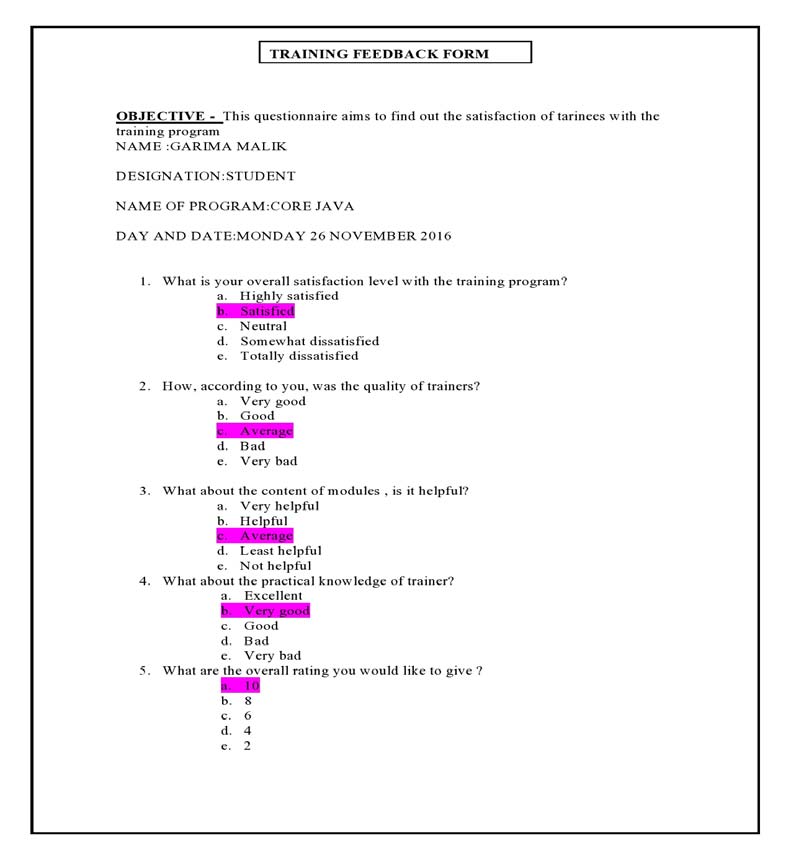 TRAINING FEEDBACK FORM
OBJECTIVE - This questionnaire aims to find out the satisfaction of tarinees with the
training program
NAME :GARIMA MALIK
DESIGNATION:STUDENT
NAME OF PROGRAM:CORE JAVA
DAY AND DATE:MONDAY 26 NOVEMBER 2016
1. What is your overall satisfaction level with the training program?
a. Highly satisfied
b. Satisfied
c. Neutral
d. Somewhat dissatisfied
e. Totally dissatisfied
2. How, according to you, was the quality of trainers?
a. Very good
b. Good
c. Average
d. Bad
e. Very bad
3. What about the content of modules , is it helpful?
a. Very helpful
b. Helpful
c. Average
d. Least helpful
e. Not helpful
4. What about the practical knowledge of trainer?
a. Excellent
b. Very good
c. Good
d. Bad
e. Very bad
5. What are the overall rating you would like to give ?
a. 10
b. 8
c. 6
d. 4
e. 2